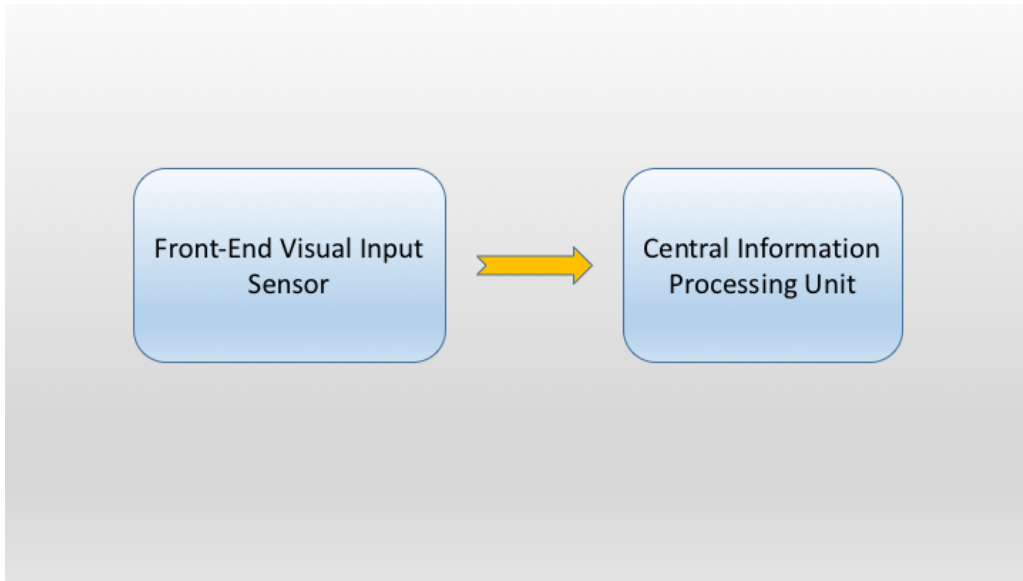 Front-End Visual Input
Sensor
Central Information
Processing Unit